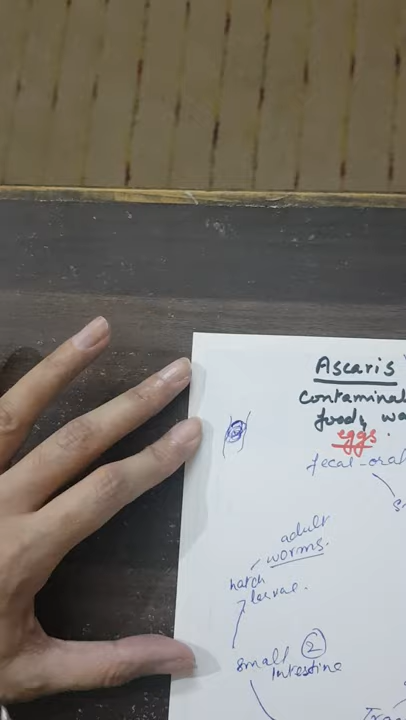 Ascaris
contaminat
food, wa
eggs.
fecal-oral
adult
worms.
hatch
larvae.
small ②
Intestine